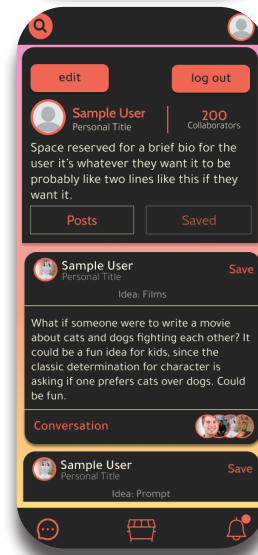 edit
log out
Sample User
Personal Title
200
Collaborators
Space reserved for a brief bio for the
user it's whatever they want it to be
probably like two lines like this if they
want it.
Posts
Saved
Sample User
Personal Title
Save
Idea: Films
What if someone were to write a movie
about cats and dogs fighting each other? It
could be a fun idea for kids, since the
classic determination for character is
asking if one prefers cats over dogs. Could
be fun.
Conversation
Sample User
Personal Title
Save
Idea: Prompt